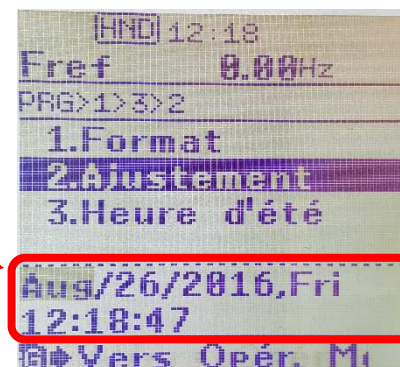 HND 12:18
Fref 0.00Hz
PRG>1>3>2
1.Format
2.Ajustement
3.Heure d'été
Aug/26/2016,Fri
12:18:47
Vers Opér.